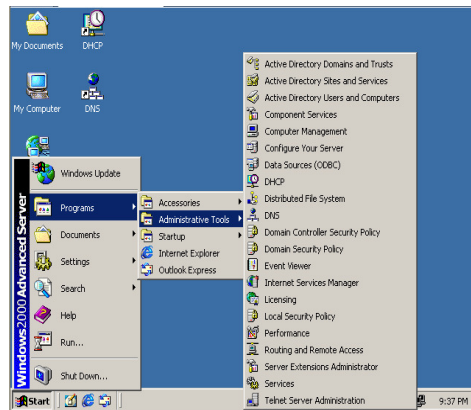 My Documents
DHCP
My Computer
DNS
Windows 2000 Advanced Server
Windows Update
Programs
Documents
Settings
Search
Help
Run...
Shut Down...
Accessories
Administrative Tools
Startup
Internet Explorer
Outlook Express
Active Directory Domains and Trusts
Active Directory Sites and Services
Active Directory Users and Computers
Component Services
Computer Management
Configure Your Server
Data Sources (ODBC)
DHCP
Distributed File System
DNS
Domain Controller Security Policy
Domain Security Policy
Event Viewer
Internet Services Manager
Licensing
Local Security Policy
Performance
Routing and Remote Access
Server Extensions Administrator
Services
Telnet Server Administration
Start
9:37 PM